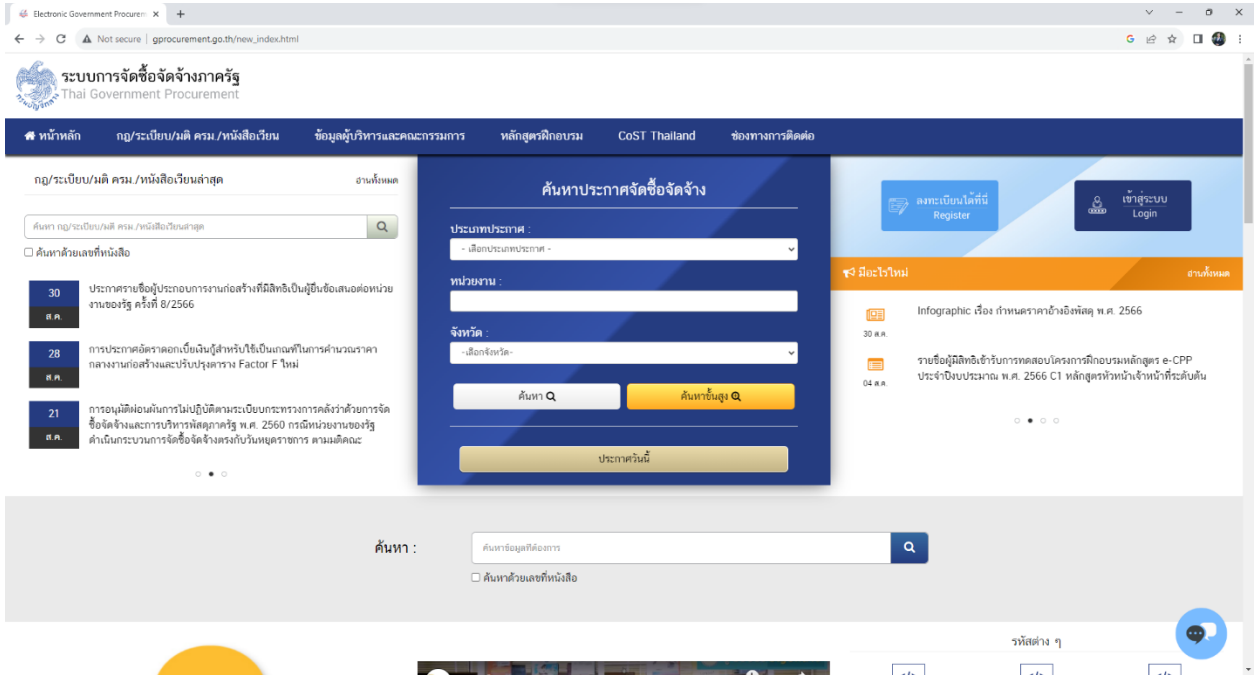 Electronic Government Procurem
Not secure | gprocurement.go.th/new_index.html
ระบบการจัดซื้อจัดจ้างภาครัฐ
Thai Government Procurement
หน้าหลัก
กฎ/ระเบียบ/มติ ครม./หนังสือเวียน
ข้อมูลผู้บริหารและคณะกรรมการ
หลักสูตรฝึกอบรม
CoST Thailand
ช่องทางการติดต่อ
กฎ/ระเบียบ/มติ ครม./หนังสือเวียนล่าสุด
อ่านทั้งหมด
ค้นหา กฎ/ระเบียบ/มติ ครม./หนังสือเวียนล่าสุด
ค้นหาด้วยเลขที่หนังสือ
30
ส.ค.
ประกาศรายชื่อผู้ประกอบการงานก่อสร้างที่มีสิทธิเป็นผู้ยื่นข้อเสนอต่อหน่วย
งานของรัฐ ครั้งที่ 8/2566
28
ส.ค.
การประกาศอัตราดอกเบี้ยเงินกู้สำหรับใช้เป็นเกณฑ์ในการคำนวณราคา
กลางงานก่อสร้างและปรับปรุงตาราง Factor F ใหม่
21
ส.ค.
การอนุมัติผ่อนผันการไม่ปฏิบัติตามระเบียบกระทรวงการคลังว่าด้วยการจัด
ซื้อจัดจ้างและการบริหารพัสดุภาครัฐ พ.ศ. 2560 กรณีหน่วยงานของรัฐ
ดำเนินกระบวนการจัดซื้อจัดจ้างตรงกับวันหยุดราชการ ตามมติคณะ
ค้นหาประกาศจัดซื้อจัดจ้าง
ประเภทประกาศ :
- เลือกประเภทประกาศ -
หน่วยงาน :
จังหวัด :
-เลือกจังหวัด-
ค้นหา
ค้นหาขั้นสูง
ประกาศวันนี้
ลงทะเบียนได้ที่นี่
Register
เข้าสู่ระบบ
Login
มีอะไรใหม่
อ่านทั้งหมด
Infographic เรื่อง กำหนดราคาอ้างอิงพัสดุ พ.ศ. 2566
30 ส.ค.
รายชื่อผู้มีสิทธิเข้ารับการทดสอบโครงการฝึกอบรมหลักสูตร e-CPP
ประจำปีงบประมาณ พ.ศ. 2566 C1 หลักสูตรหัวหน้าเจ้าหน้าที่ระดับต้น
04 ส.ค.
ค้นหา :
ค้นหาข้อมูลที่ต้องการ
ค้นหาด้วยเลขที่หนังสือ
รหัสต่าง ๆ